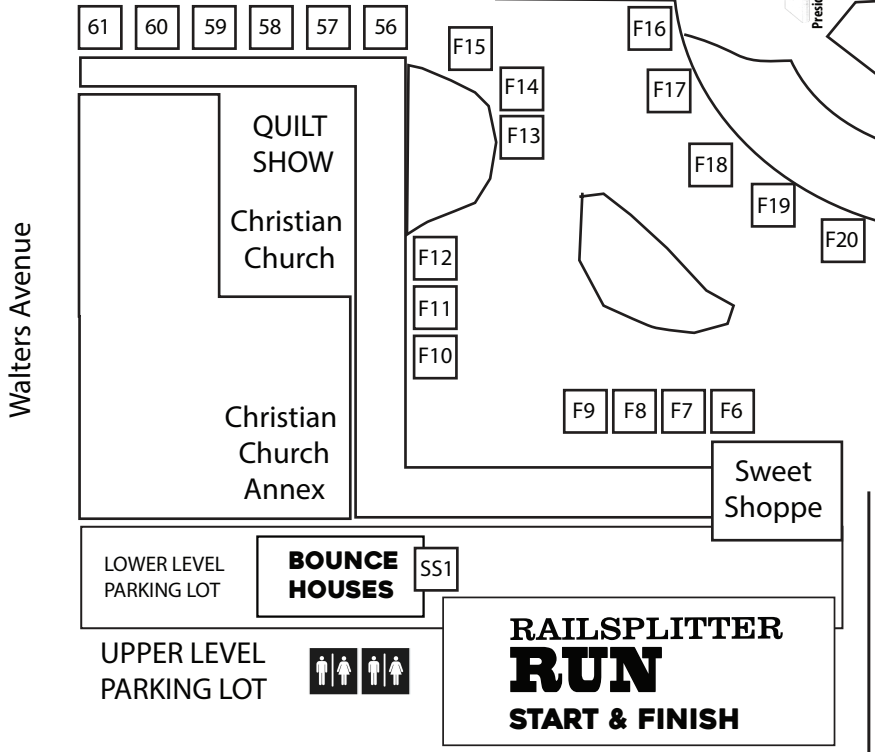 61 60 59 58 57 56
F15
F16
Presi
F14
F17
F13
QUILT
SHOW
F18
Christian
Church
F19
F20
F12
F11
F10
Walters Avenue
Christian
Church
Annex
F9 F8 F7 F6
Sweet
Shoppe
LOWER LEVEL
PARKING LOT
BOUNCE
HOUSES
SS1
UPPER LEVEL
PARKING LOT
RAILSPLITTER
RUN
START & FINISH